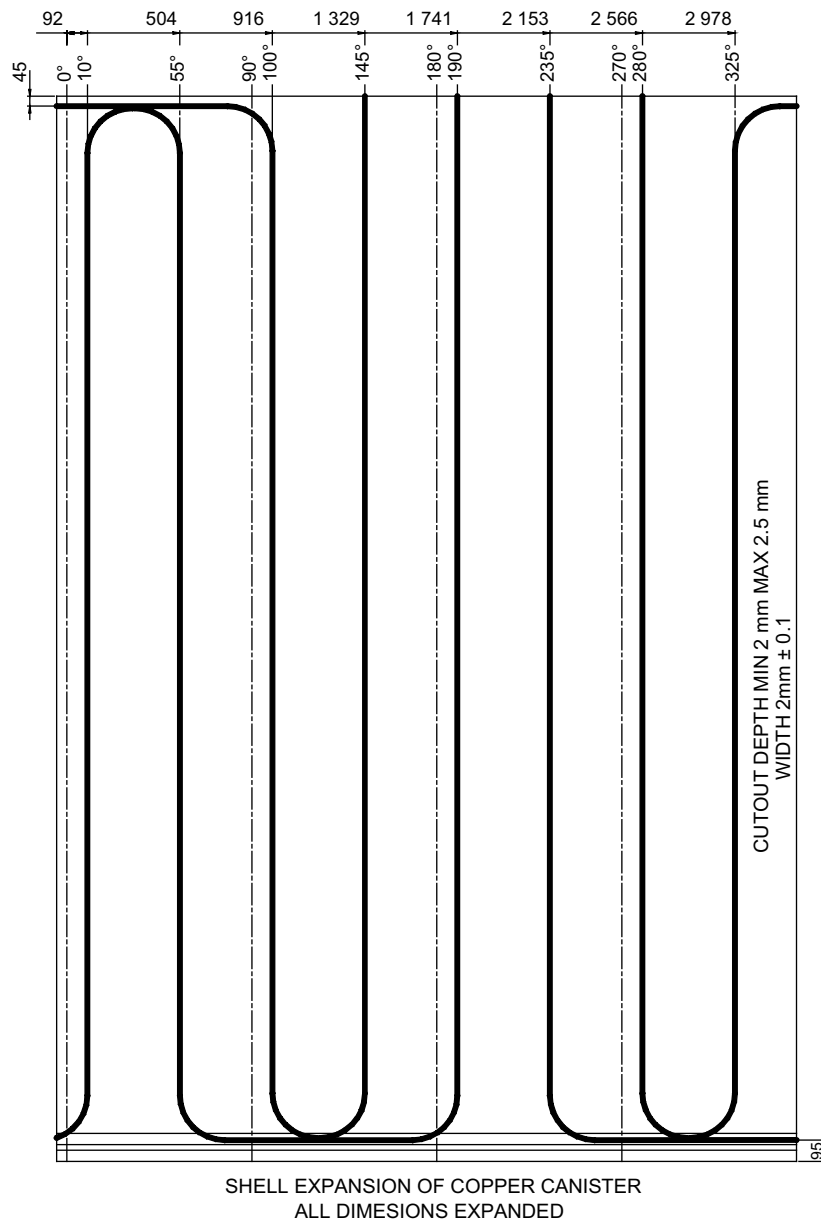 92 504 916 1 329 1 741 2 153 2 566 2 978
45
0° 10° 55° 90° 100° 145° 180° 190° 235° 270° 280° 325°
CUTOUT DEPTH MIN 2 mm MAX 2.5 mm
WIDTH 2mm ± 0.1
95
SHELL EXPANSION OF COPPER CANISTER
ALL DIMESIONS EXPANDED